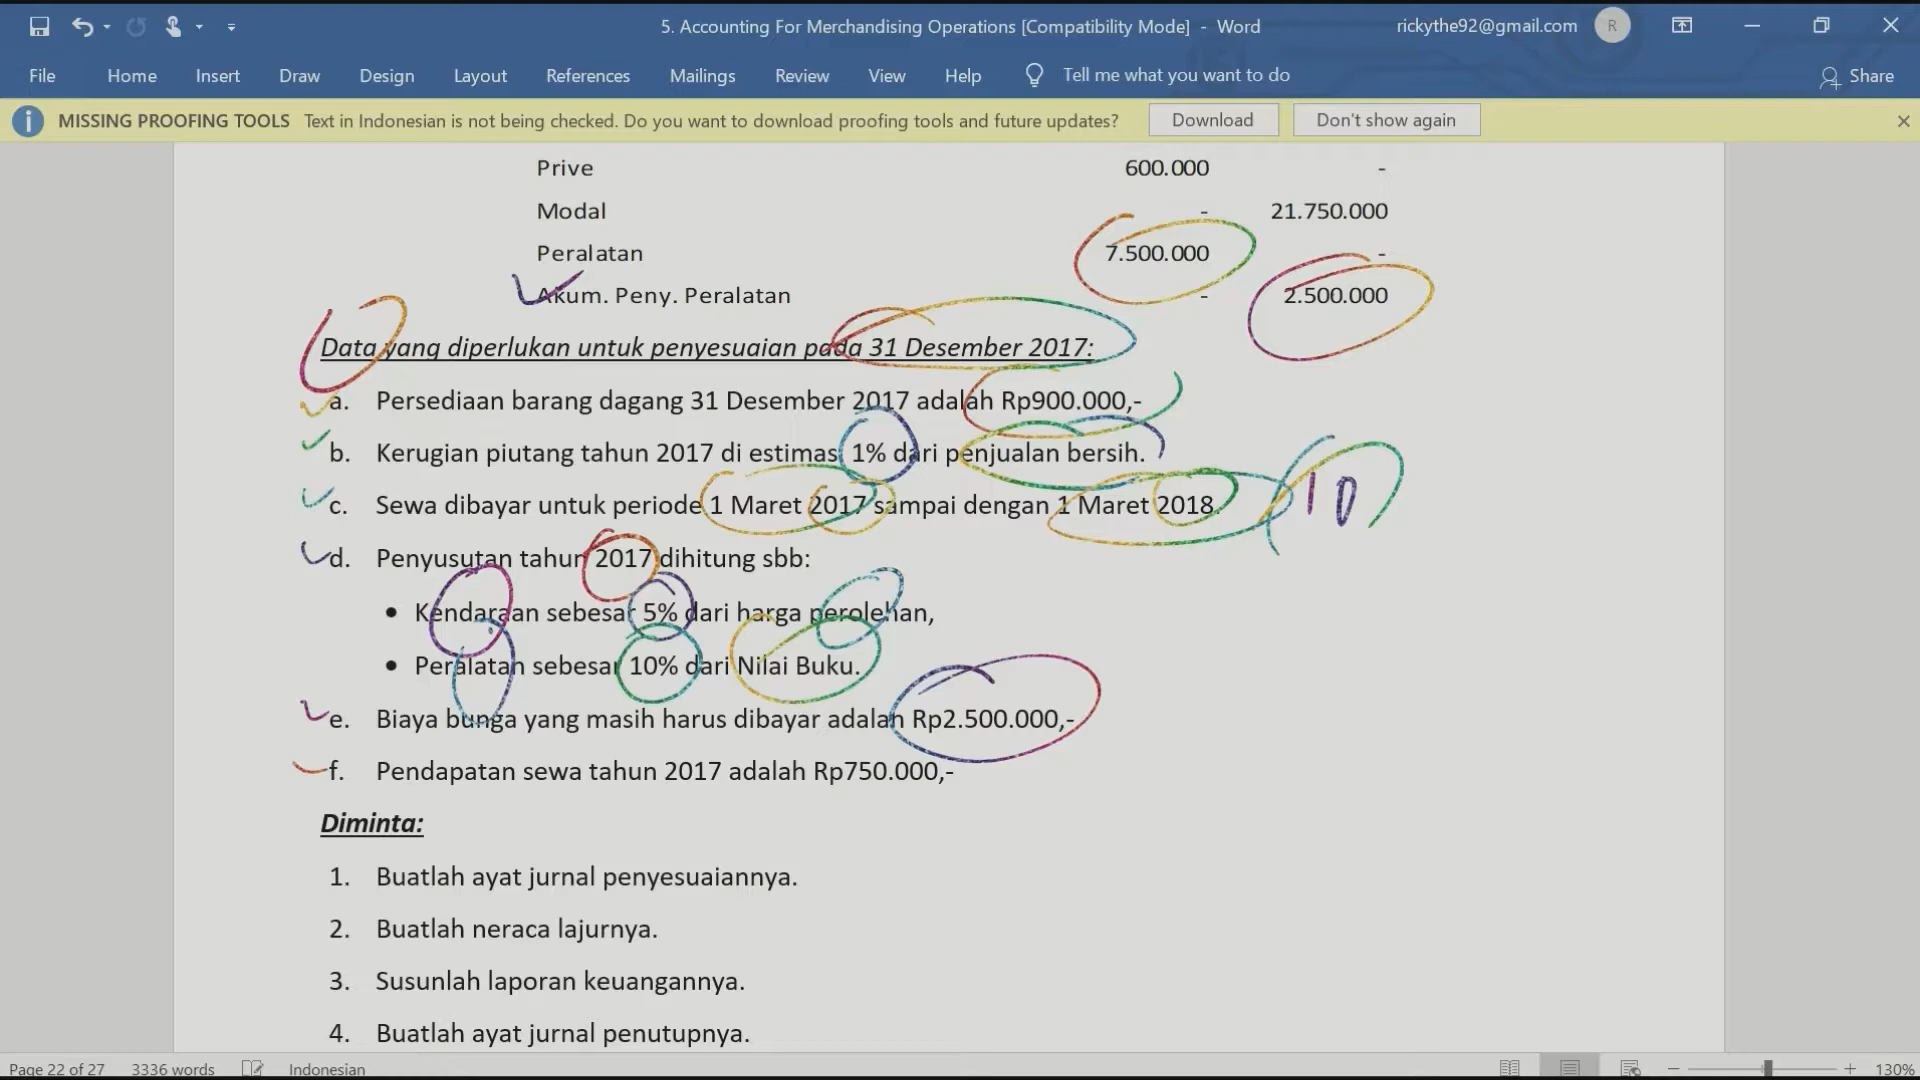 5. Accounting For Merchandising Operations [Compatibility Mode] - Word
rickythe92@gmail.com R
File Home Insert Draw Design Layout References Mailings Review View Help Tell me what you want to do Share
MISSING PROOFING TOOLS Text in Indonesian is not being checked. Do you want to download proofing tools and future updates? Download Don't show again
Prive 600.000 -
Modal - 21.750.000
Peralatan 7.500.000 -
Akum. Peny. Peralatan - 2.500.000
Data yang diperlukan untuk penyesuaian pada 31 Desember 2017:
a. Persediaan barang dagang 31 Desember 2017 adalah Rp900.000,-
b. Kerugian piutang tahun 2017 di estimasi 1% dari penjualan bersih.
c. Sewa dibayar untuk periode 1 Maret 2017 sampai dengan 1 Maret 2018. 10
d. Penyusutan tahun 2017 dihitung sbb:
• Kendaraan sebesar 5% dari harga perolehan,
• Peralatan sebesar 10% dari Nilai Buku.
e. Biaya bunga yang masih harus dibayar adalah Rp2.500.000,-
f. Pendapatan sewa tahun 2017 adalah Rp750.000,-
Diminta:
1. Buatlah ayat jurnal penyesuaiannya.
2. Buatlah neraca lajurnya.
3. Susunlah laporan keuangannya.
4. Buatlah ayat jurnal penutupnya.
Page 22 of 27 3336 words Indonesian 130%